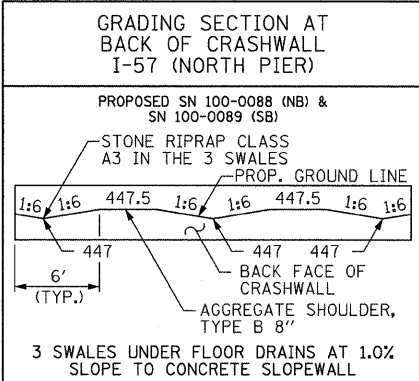 GRADING SECTION AT
BACK OF CRASHWALL
I-57 (NORTH PIER)
PROPOSED SN 100-0088 (NB) &
SN 100-0089 (SB)
STONE RIPRAP CLASS
A3 IN THE 3 SWALES
PROP. GROUND LINE
1:6 1:6 447.5 1:6 1:6 447.5 1:6 1:6
447 447 447
6'
(TYP.)
BACK FACE OF
CRASHWALL
AGGREGATE SHOULDER,
TYPE B 8"
3 SWALES UNDER FLOOR DRAINS AT 1.0%
SLOPE TO CONCRETE SLOPEWALL